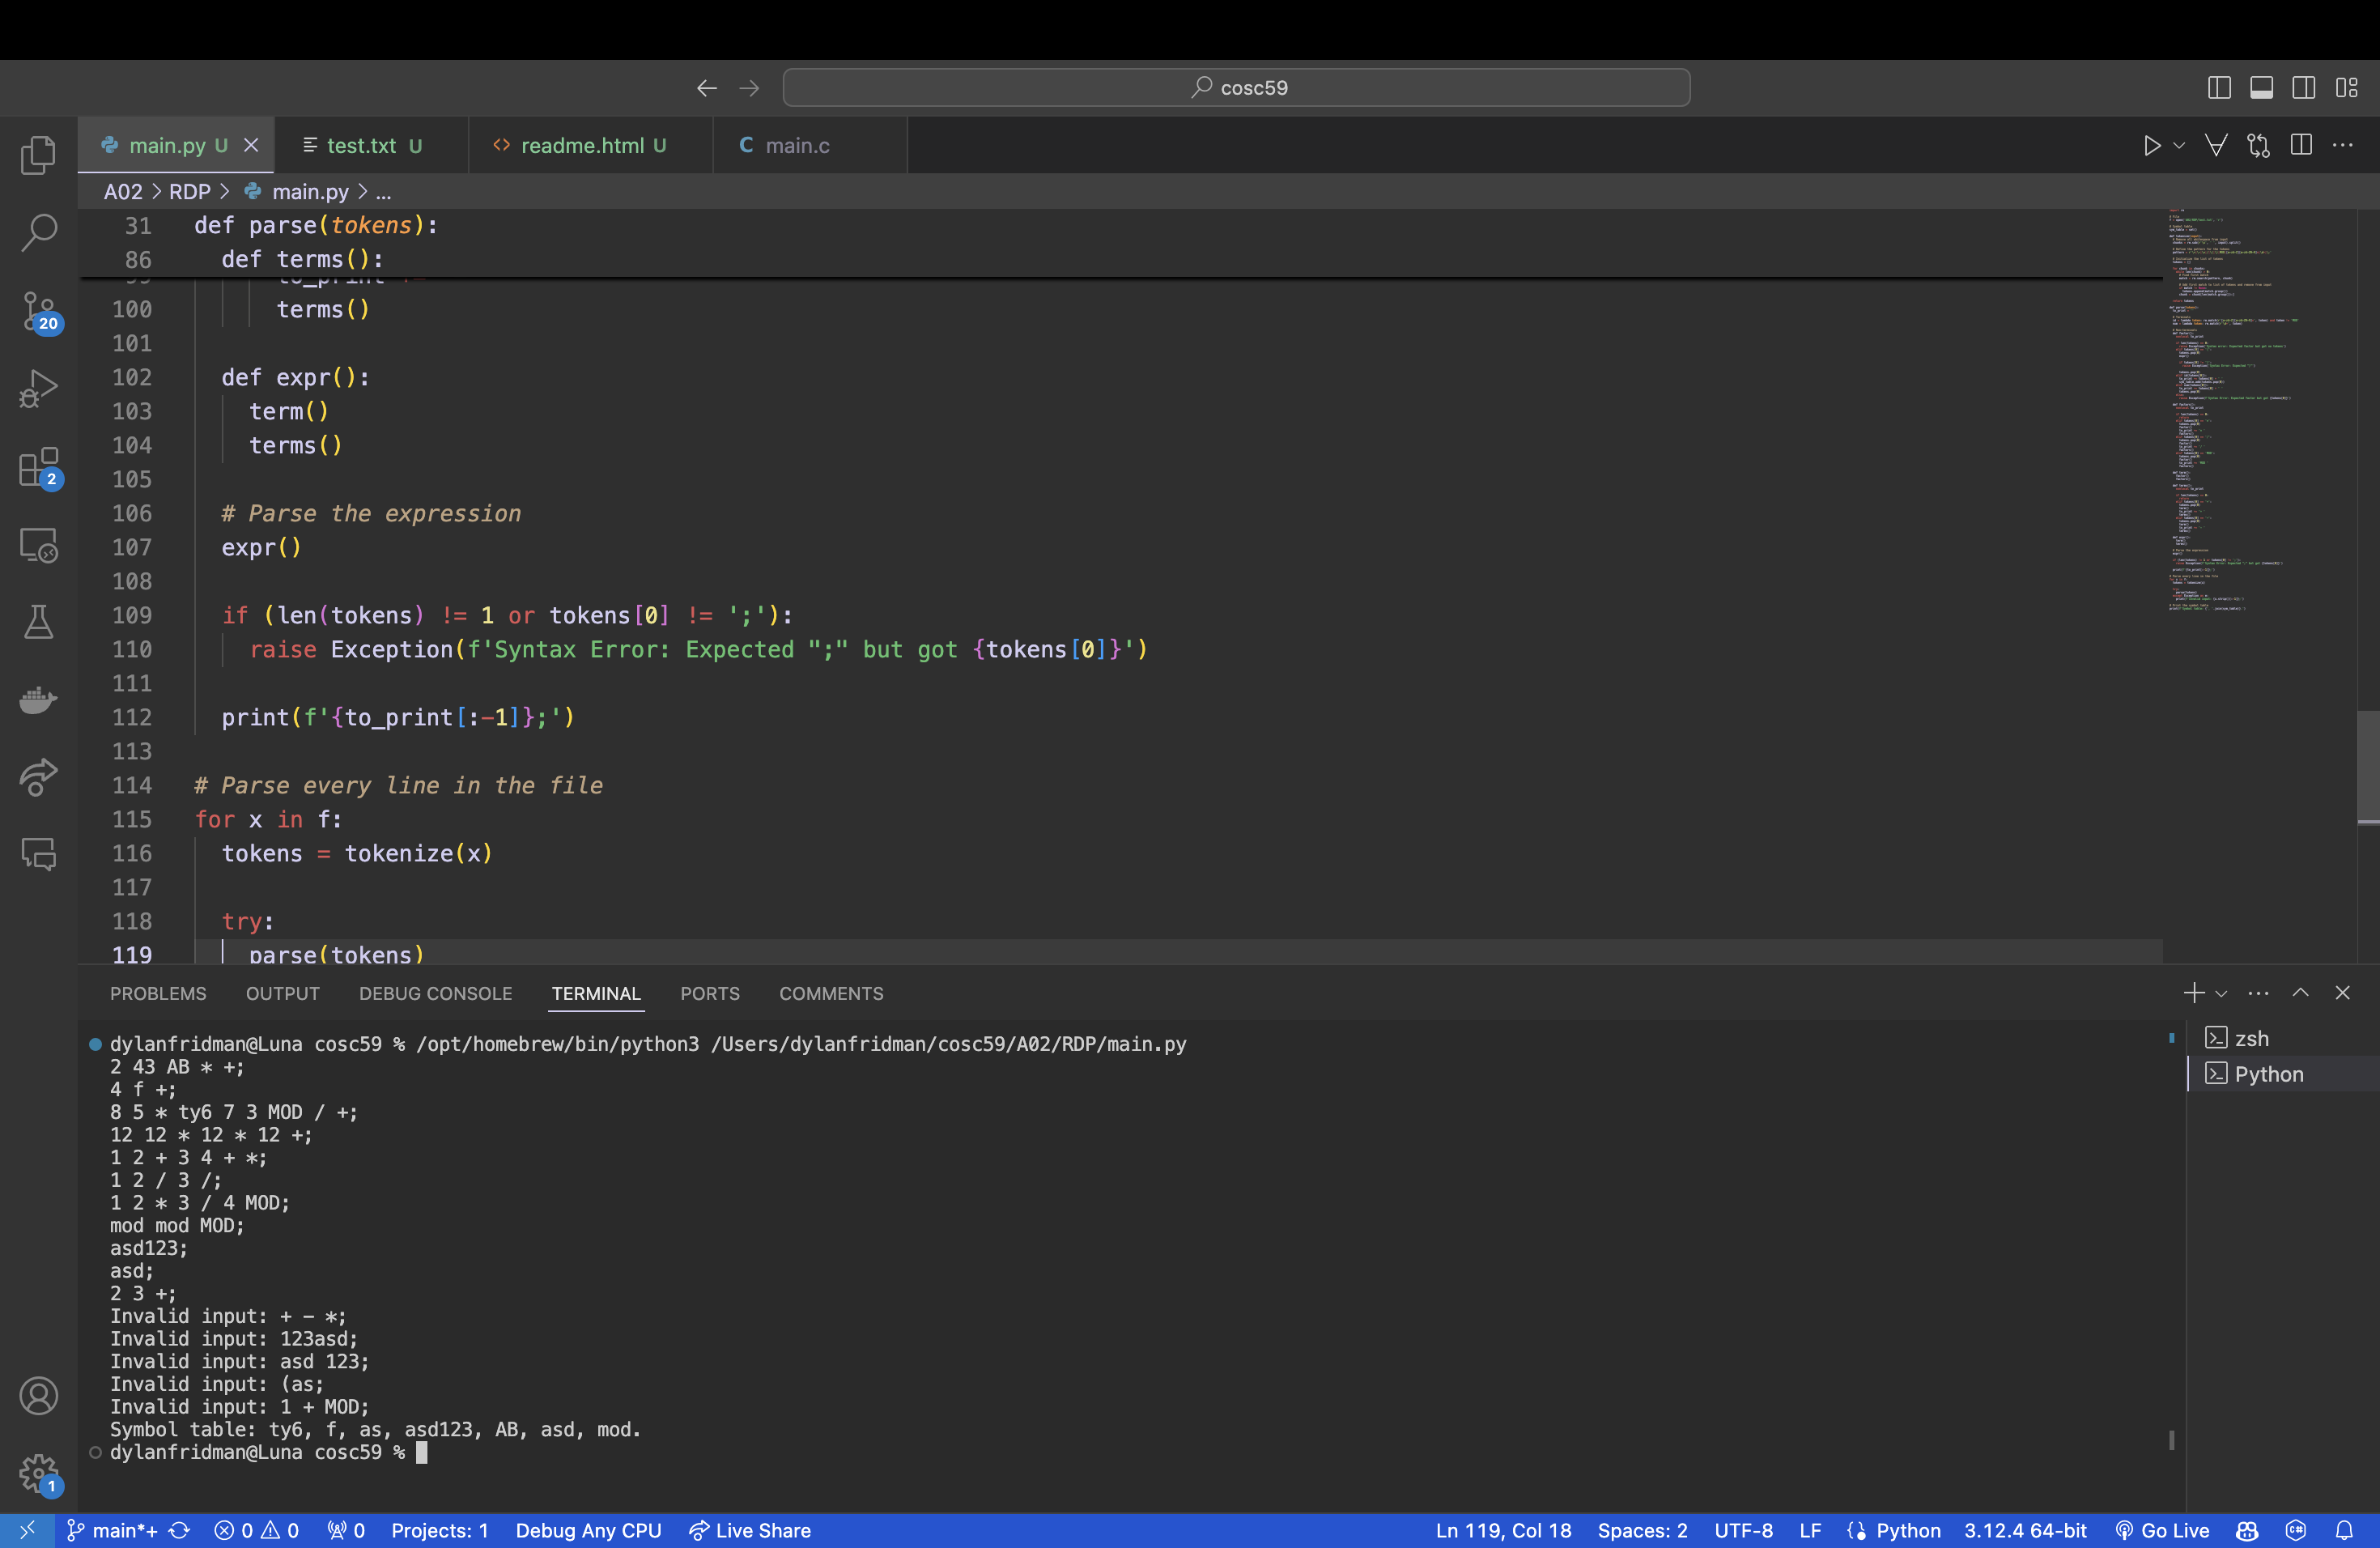 cosc59
main.py U
test.txt U
readme.html U
C main.c
A02 > RDP > main.py > ...
31 def parse(tokens):
86 def terms():
100 terms()
101
102 def expr():
103 term()
104 terms()
105
106 # Parse the expression
107 expr()
108
109 if (len(tokens) != 1 or tokens[0] != ';'):
110 raise Exception(f'Syntax Error: Expected ";" but got {tokens[0]}')
111
112 print(f'{to_print[:-1]};')
113
114 # Parse every line in the file
115 for x in f:
116 tokens = tokenize(x)
117
118 try:
119 parse(tokens)
20
2
1
PROBLEMS OUTPUT DEBUG CONSOLE TERMINAL PORTS COMMENTS
dylanfridman@Luna cosc59 % /opt/homebrew/bin/python3 /Users/dylanfridman/cosc59/A02/RDP/main.py
2 43 AB * +;
4 f +;
8 5 * ty6 7 3 MOD / +;
12 12 * 12 * 12 +;
1 2 + 3 4 + *;
1 2 / 3 /;
1 2 * 3 / 4 MOD;
mod mod MOD;
asd123;
asd;
2 3 +;
Invalid input: + - *;
Invalid input: 123asd;
Invalid input: asd 123;
Invalid input: (as;
Invalid input: 1 + MOD;
Symbol table: ty6, f, as, asd123, AB, asd, mod.
dylanfridman@Luna cosc59 %
zsh
Python
main*+ 0 0 0 Projects: 1 Debug Any CPU Live Share Ln 119, Col 18 Spaces: 2 UTF-8 LF Python 3.12.4 64-bit Go Live